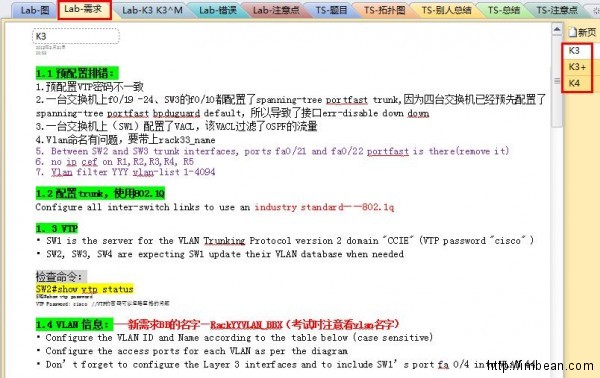 Lab-图 Lab-需求 Lab-K3 K3^M Lab-错误 Lab-注意点 TS-题目 TS-拓扑图 TS-别人总结 TS-总结 TS-注意点
新页
K3
K3
K3+
K4
1.1 预配置排错:
1.预配置VTP密码不一致
2.一台交换机上f0/19 -24、SW3的f0/10都配置了spanning-tree portfast trunk,因为四台交换机已经预先配置了
spanning-tree portfast bpduguard default,所以导致了接口err-disable down down
3.一台交换机上（SW1）配置了VACL，该VACL过滤了OSPF的流量
4.Vlan命名有问题，要带上rack33_name
5. Between SW2 and SW3 trunk interfaces, ports fa0/21 and fa0/22 portfast is there(remove it)
6. no ip cef on R1,R2,R3,R4, R5
7. Vlan filter YYY vlan-list 1-4094
1.2 配置trunk，使用802.1Q
Configure all inter-switch links to use an industry standard——802.1q
1. 3 VTP
• SW1 is the server for the VLAN Trunking Protocol version 2 domain "CCIE" (VTP password "cisco" )
• SW2, SW3, SW4 are expecting SW1 update their VLAN database when needed
检查命令:
SW2#show vtp status
VTP Password: cisco
1.4 VLAN 信息: ——新需求BB的名字—RackYYVLAN_BBX（考试时注意看vlan名字）
• Configure the VLAN ID and Name according to the table below (case sensitive)
• Configure the access ports for each VLAN as per the diagram
• Don't forget to configure the Layer 3 interfaces and to include SW1's port fa 0/4
http://mbean.com